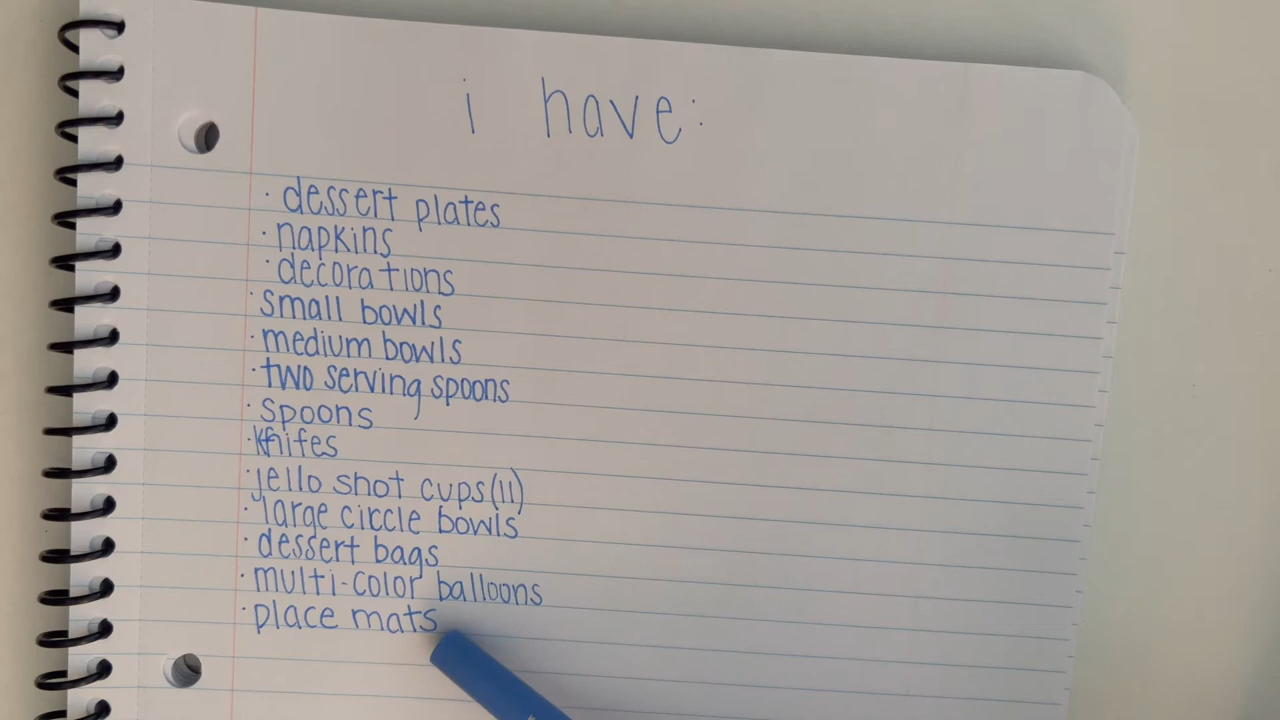 i have:
· dessert plates
· napkins
· decorations
· small bowls
· medium bowls
· two serving spoons
· spoons
· knifes
· jello shot cups (11)
· large circle bowls
· dessert bags
· multi-color balloons
· place mats